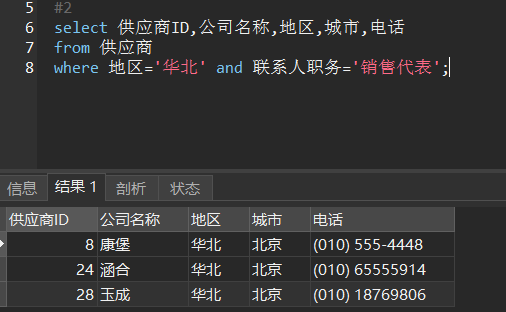 5 #2
6 select 供应商ID,公司名称,地区,城市,电话
7 from 供应商
8 where 地区='华北' and 联系人职务='销售代表';
信息 结果 1 剖析 状态
供应商ID 公司名称 地区 城市 电话
8 康堡 华北 北京 (010) 555-4448
24 涵合 华北 北京 (010) 65555914
28 玉成 华北 北京 (010) 18769806